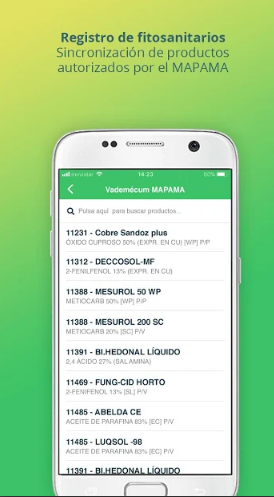 Registro de fitosanitarios
Sincronización de productos
autorizados por el MAPAMA
movistar 14:23 60%
Vademécum MAPAMA
Pulse aquí para buscar productos...
11231 - Cobre Sandoz plus
ÓXIDO CUPROSO 50% (EXPR. EN CU) [WP] P/P
11312 - DECCOSOL-MF
2-FENILFENOL 13% (EXPR. EN CU)
11388 - MESUROL 50 WP
METIOCARB 50% [WP] P/P
11388 - MESUROL 200 SC
METIOCARB 20% [SC] P/V
11391 - BI.HEDONAL LÍQUIDO
2,4 ÁCIDO 27% (SAL AMINA)
11469 - FUNG-CID HORTO
2-FENIFENOL 13% [SL] P/V
11485 - ABELDA CE
ACEITE DE PARAFINA 83% [EC] P/V
11485 - LUQSOL -98
ACEITE DE PARAFINA 83% [EC] P/V
11391 - BI.HEDONAL LÍQUIDO